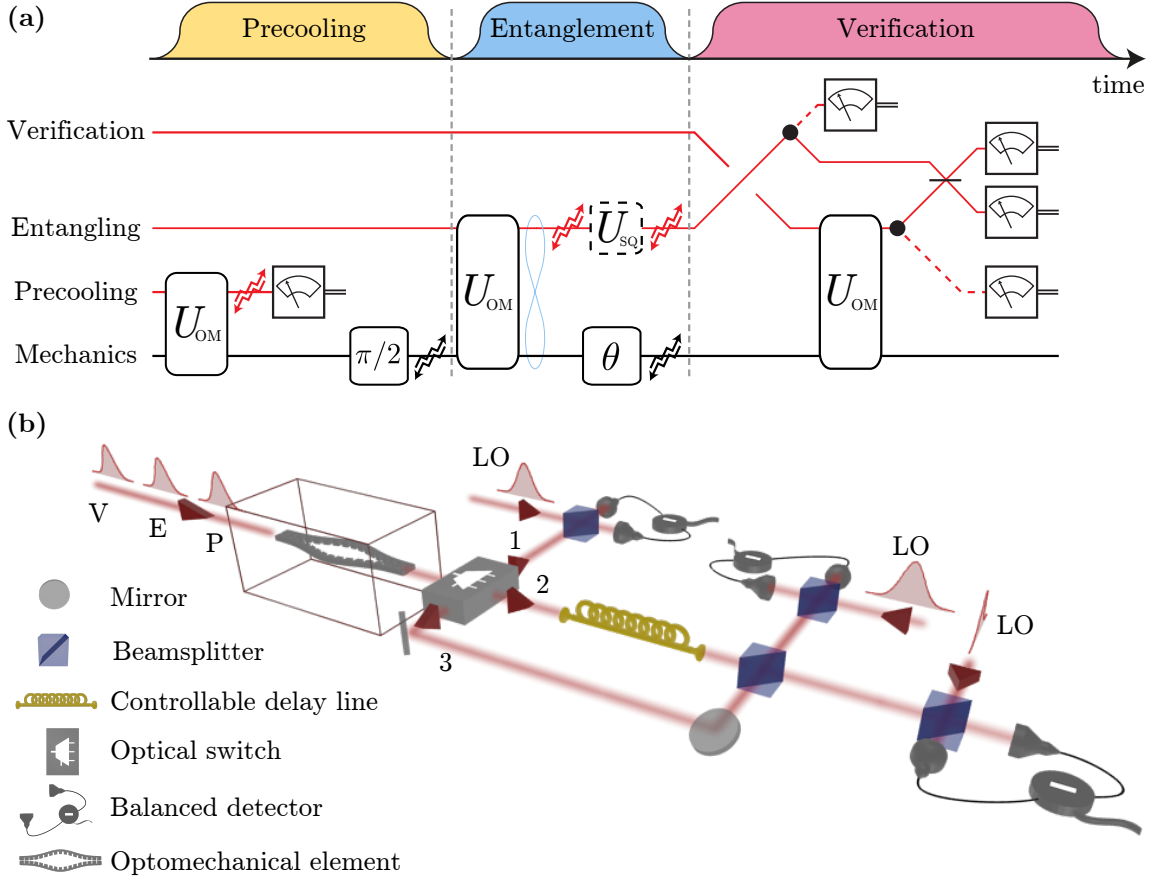 (a)
Precooling
Entanglement
Verification
time
Verification
Entangling
U_SQ
Precooling
U_OM
U_OM
U_OM
Mechanics
π/2
θ
(b)
LO
V
E
P
1
2
3
LO
LO
Mirror
Beamsplitter
Controllable delay line
Optical switch
Balanced detector
Optomechanical element